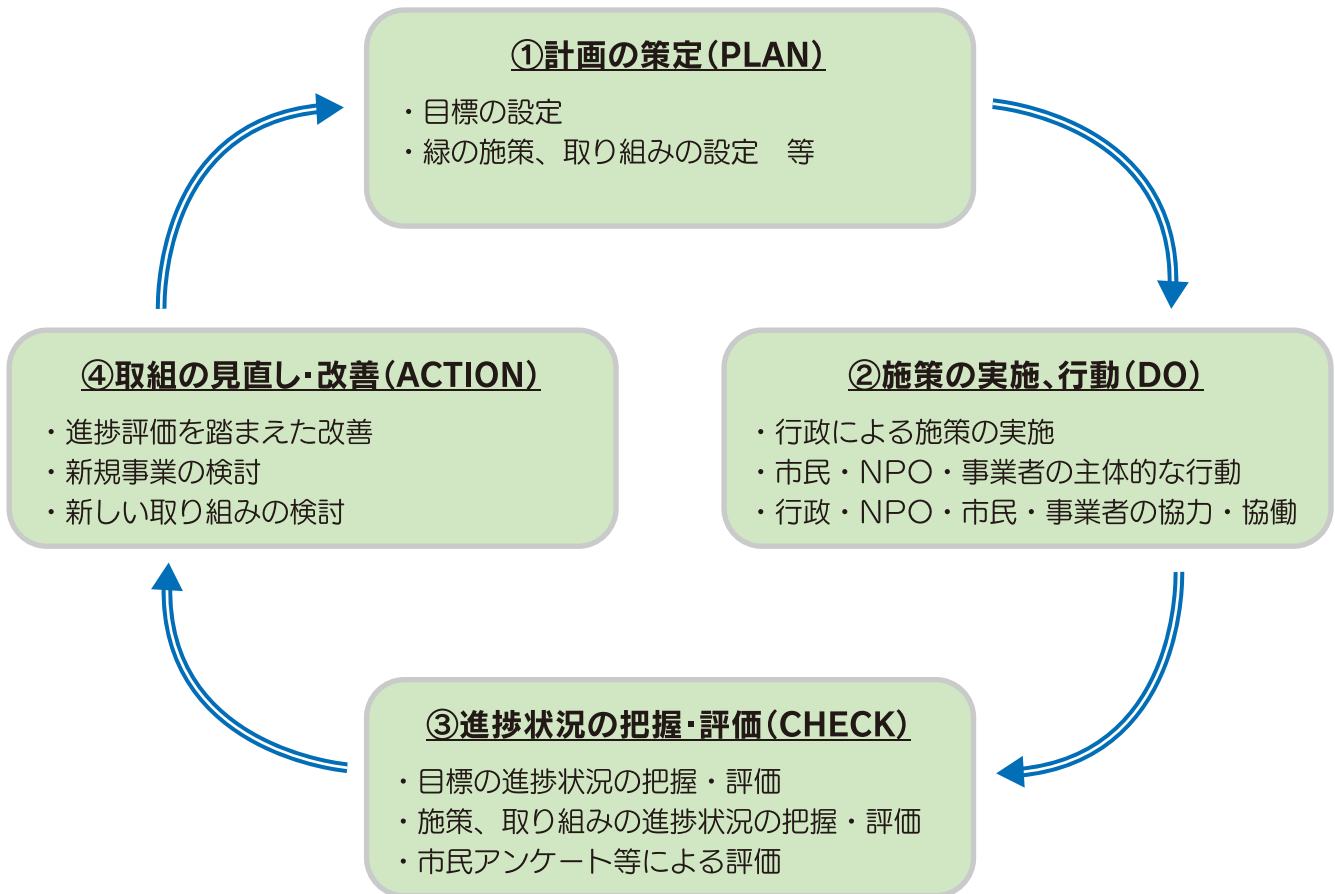 ①計画の策定(PLAN)
・目標の設定
・緑の施策、取り組みの設定　等
②施策の実施、行動(DO)
・行政による施策の実施
・市民・NPO・事業者の主体的な行動
・行政・NPO・市民・事業者の協力・協働
③進捗状況の把握・評価(CHECK)
・目標の進捗状況の把握・評価
・施策、取り組みの進捗状況の把握・評価
・市民アンケート等による評価
④取組の見直し・改善(ACTION)
・進捗評価を踏まえた改善
・新規事業の検討
・新しい取り組みの検討